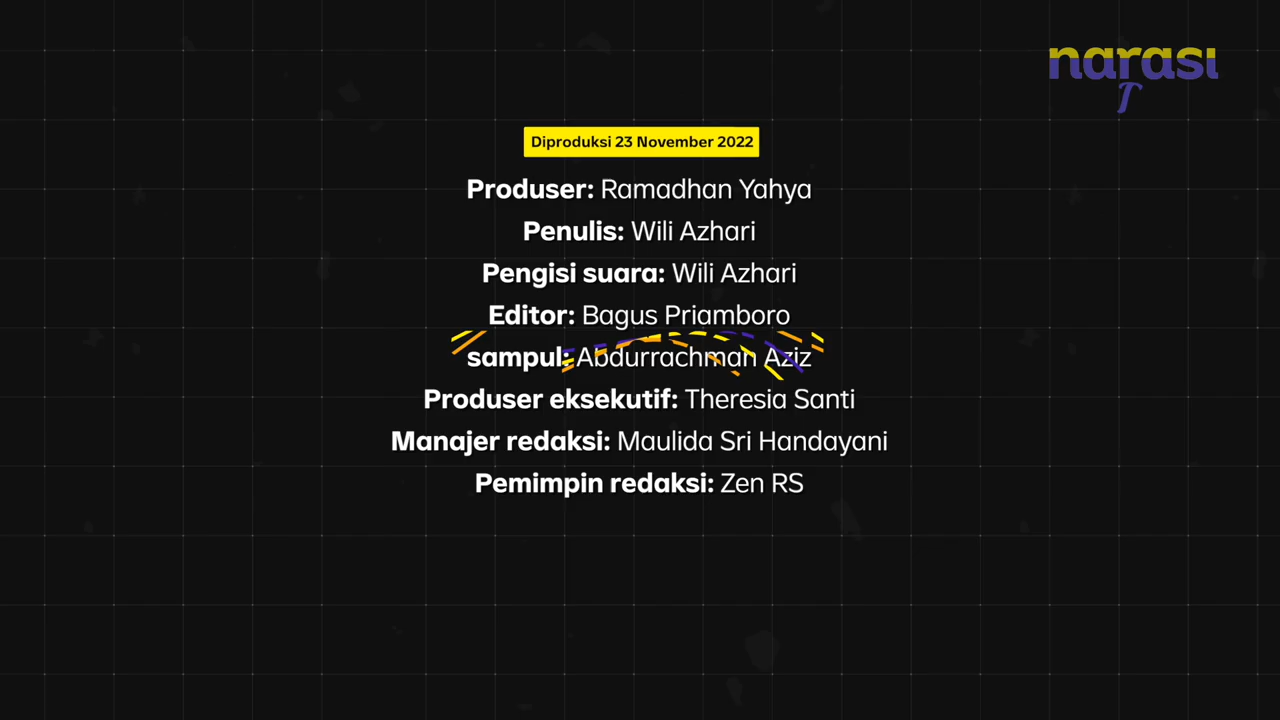 narasi
Diproduksi 23 November 2022
Produser: Ramadhan Yahya
Penulis: Wili Azhari
Pengisi suara: Wili Azhari
Editor: Bagus Priamboro
sampul: Abdurrachman Aziz
Produser eksekutif: Theresia Santi
Manajer redaksi: Maulida Sri Handayani
Pemimpin redaksi: Zen RS